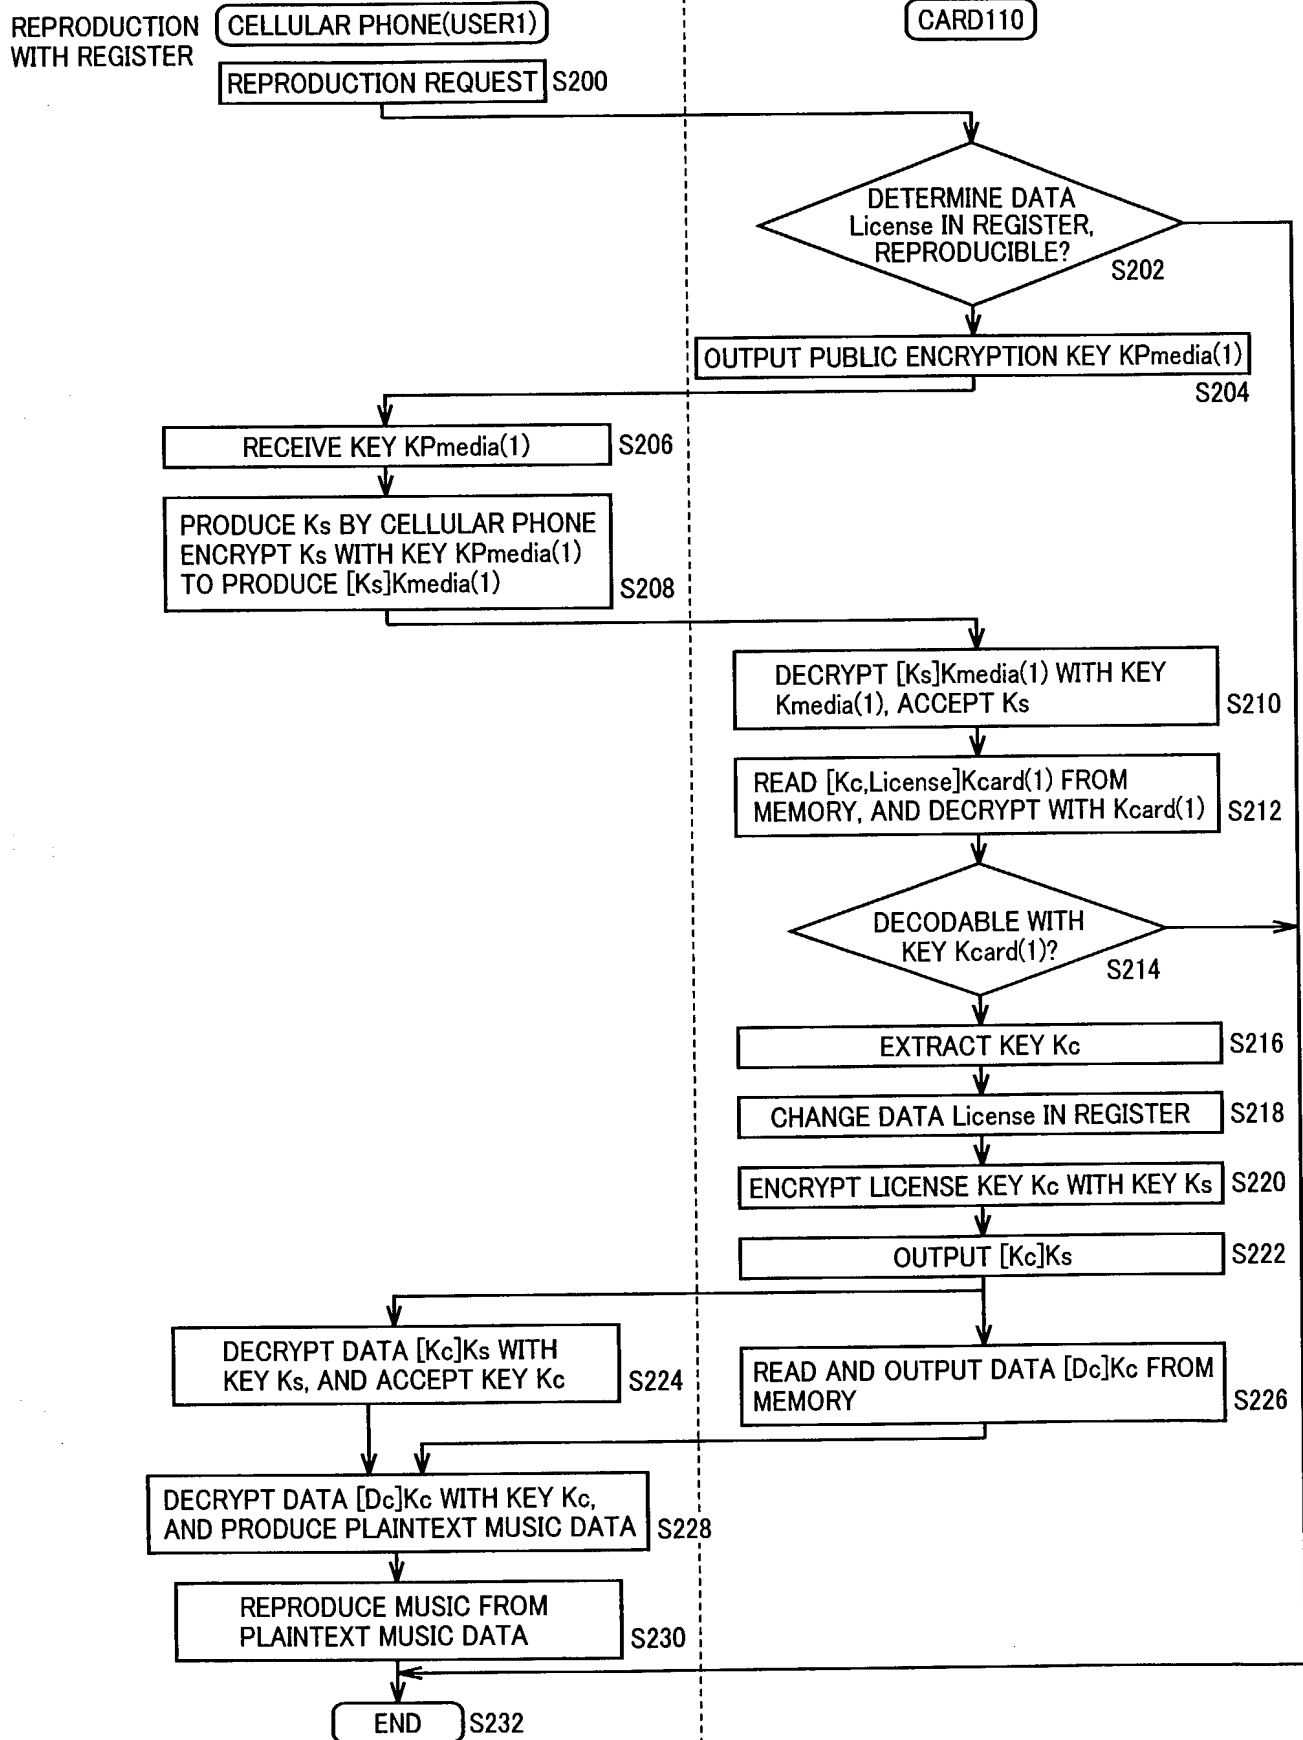 REPRODUCTION
WITH REGISTER
CELLULAR PHONE(USER1)
CARD110
REPRODUCTION REQUEST
S200
DETERMINE DATA
License IN REGISTER,
REPRODUCIBLE?
S202
OUTPUT PUBLIC ENCRYPTION KEY KPmedia(1)
S204
RECEIVE KEY KPmedia(1)
S206
PRODUCE Ks BY CELLULAR PHONE
ENCRYPT Ks WITH KEY KPmedia(1)
TO PRODUCE [Ks]Kmedia(1)
S208
DECRYPT [Ks]Kmedia(1) WITH KEY
Kmedia(1), ACCEPT Ks
S210
READ [Kc,License]Kcard(1) FROM
MEMORY, AND DECRYPT WITH Kcard(1)
S212
DECODABLE WITH
KEY Kcard(1)?
S214
EXTRACT KEY Kc
S216
CHANGE DATA License IN REGISTER
S218
ENCRYPT LICENSE KEY Kc WITH KEY Ks
S220
OUTPUT [Kc]Ks
S222
DECRYPT DATA [Kc]Ks WITH
KEY Ks, AND ACCEPT KEY Kc
S224
READ AND OUTPUT DATA [Dc]Kc FROM
MEMORY
S226
DECRYPT DATA [Dc]Kc WITH KEY Kc,
AND PRODUCE PLAINTEXT MUSIC DATA
S228
REPRODUCE MUSIC FROM
PLAINTEXT MUSIC DATA
S230
END
S232